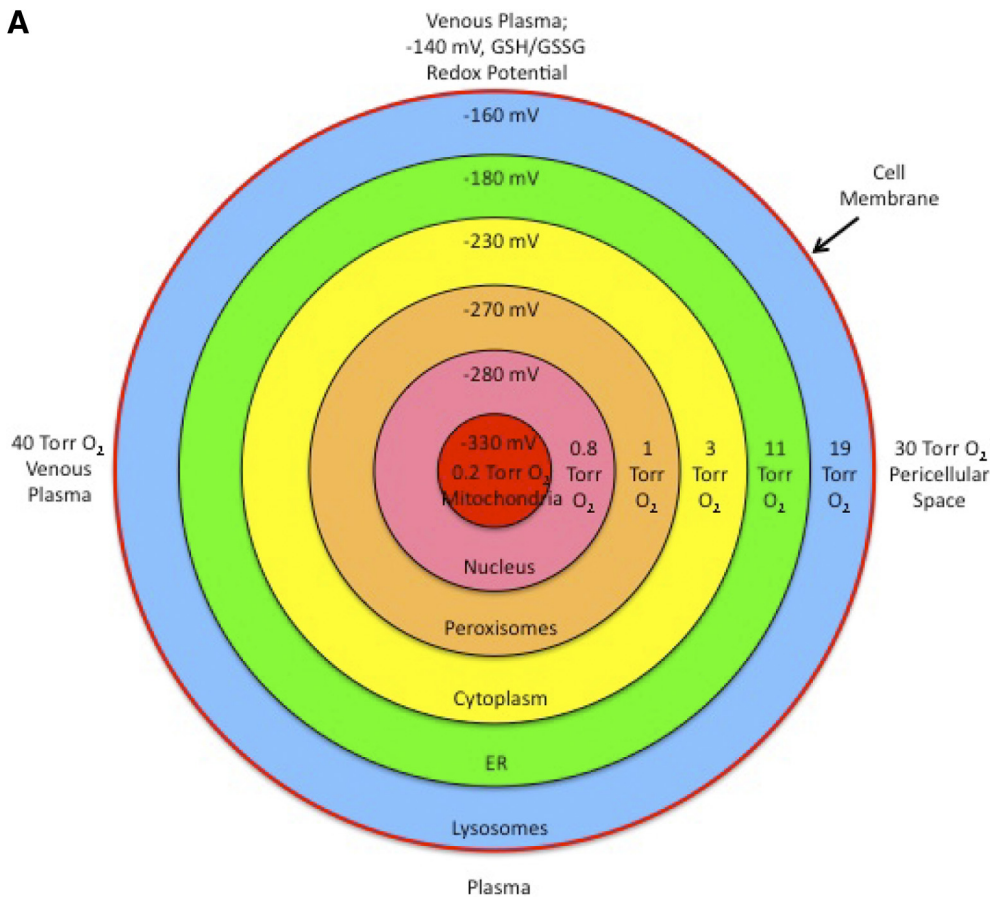 A
Venous Plasma;
-140 mV, GSH/GSSG
Redox Potential
-160 mV
-180 mV
-230 mV
-270 mV
-280 mV
-330 mV
0.2 Torr O₂
Mitochondria
Cell
Membrane
40 Torr O₂
Venous
Plasma
0.8
Torr
O₂
1
Torr
O₂
3
Torr
O₂
11
Torr
O₂
19
Torr
O₂
30 Torr O₂
Pericellular
Space
Nucleus
Peroxisomes
Cytoplasm
ER
Lysosomes
Plasma